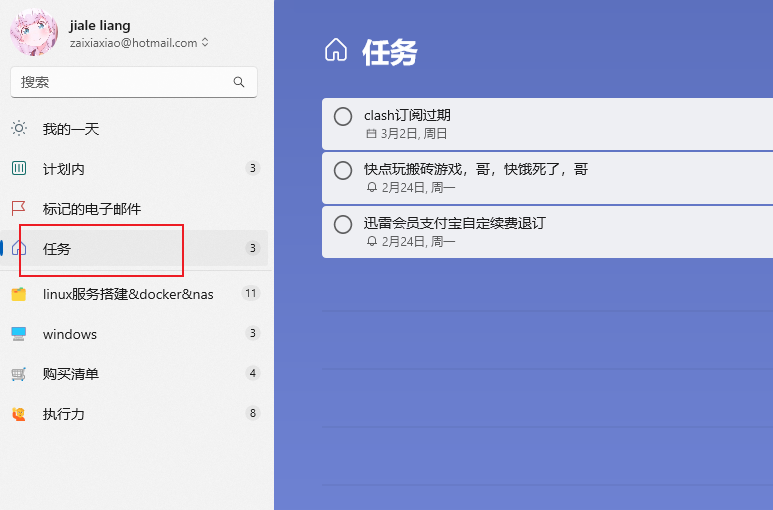 jiale liang
zaixiaxiao@hotmail.com
搜索
我的一天
计划内 3
标记的电子邮件
任务 3
linux服务搭建&docker&nas 11
windows 3
购买清单 4
执行力 8
任务
clash订阅过期
3月2日, 周日
快点玩搬砖游戏，哥，快饿死了，哥
2月24日, 周一
迅雷会员支付宝自定续费退订
2月24日, 周一